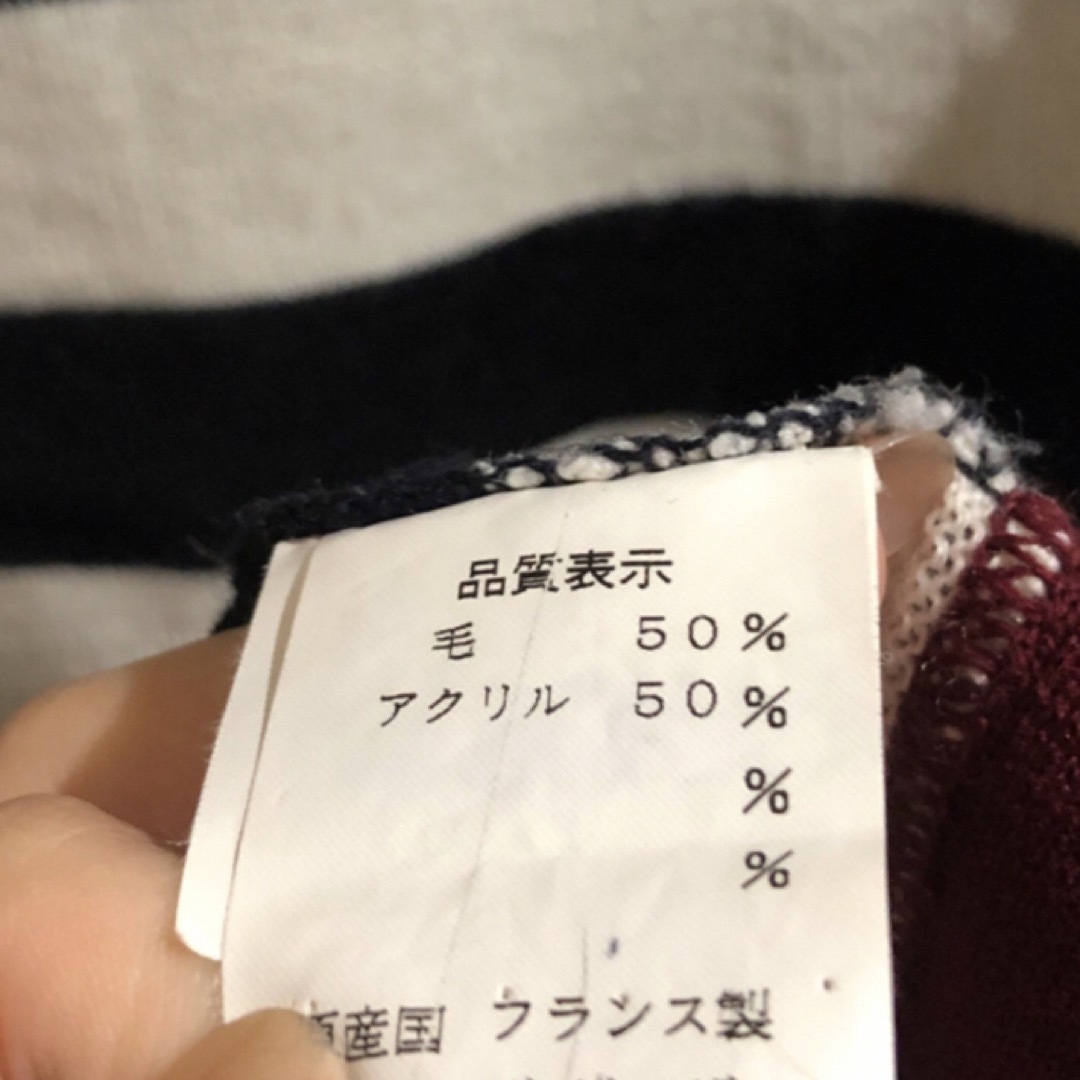 品質表示
毛 50%
アクリル 50%
%
%
原産国 フランス製